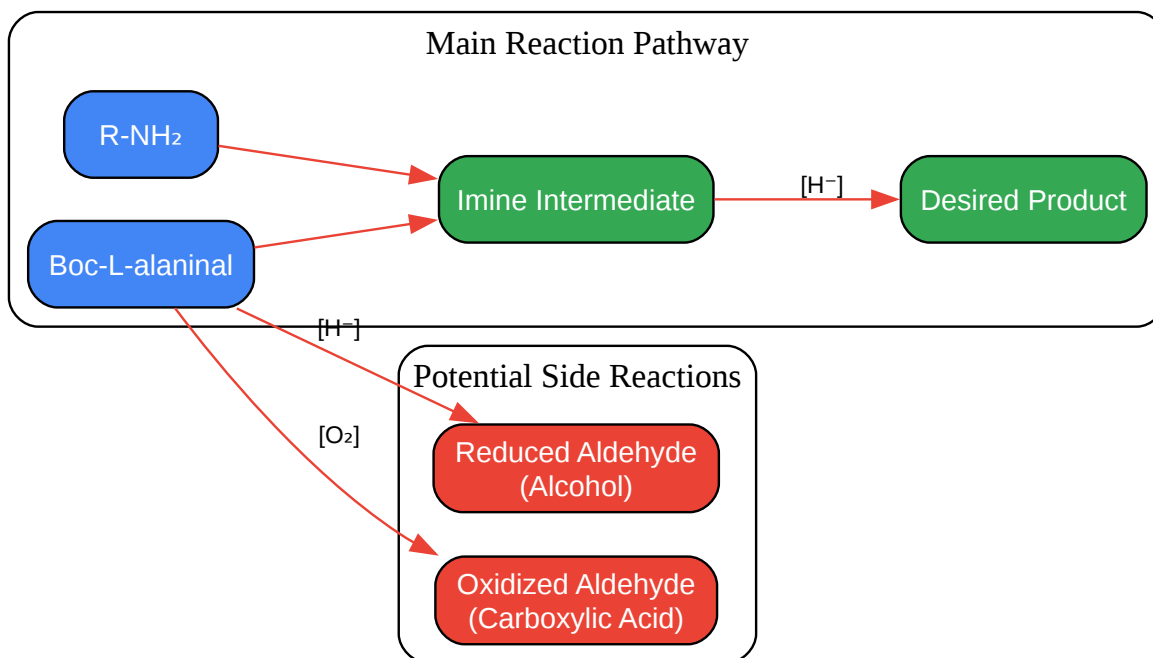 Main Reaction Pathway
R-NH₂
Imine Intermediate
[H⁻]
Desired Product
Boc-L-alaninal
[H⁻]
Potential Side Reactions
[O₂]
Reduced Aldehyde
(Alcohol)
Oxidized Aldehyde
(Carboxylic Acid)